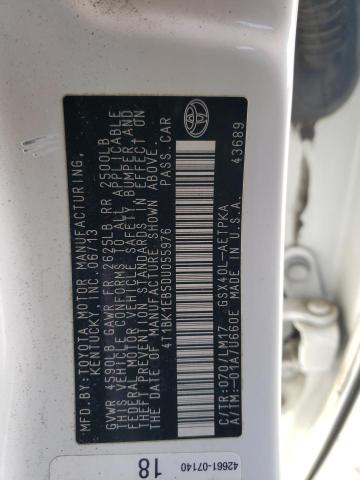 MFD. BY:
TOYOTA MOTOR MANUFACTURING,
KENTUCKY, INC. 06/13
GVWR 4590LB GAWR FR 2625LB RR 2500LB
THIS VEHICLE CONFORMS TO ALL APPLICABLE
FEDERAL MOTOR VEHICLE SAFETY, BUMPER AND
THEFT PREVENTION STANDARDS IN EFFECT ON
THE DATE OF MANUFACTURE SHOWN ABOVE.
4T1BK1EB5DU055976 PASS.CAR
C/TR:070/LM17 GSX40L-AETPKA
A/TM:-01A/U660E U.S.A. 43689
42661-07140
18